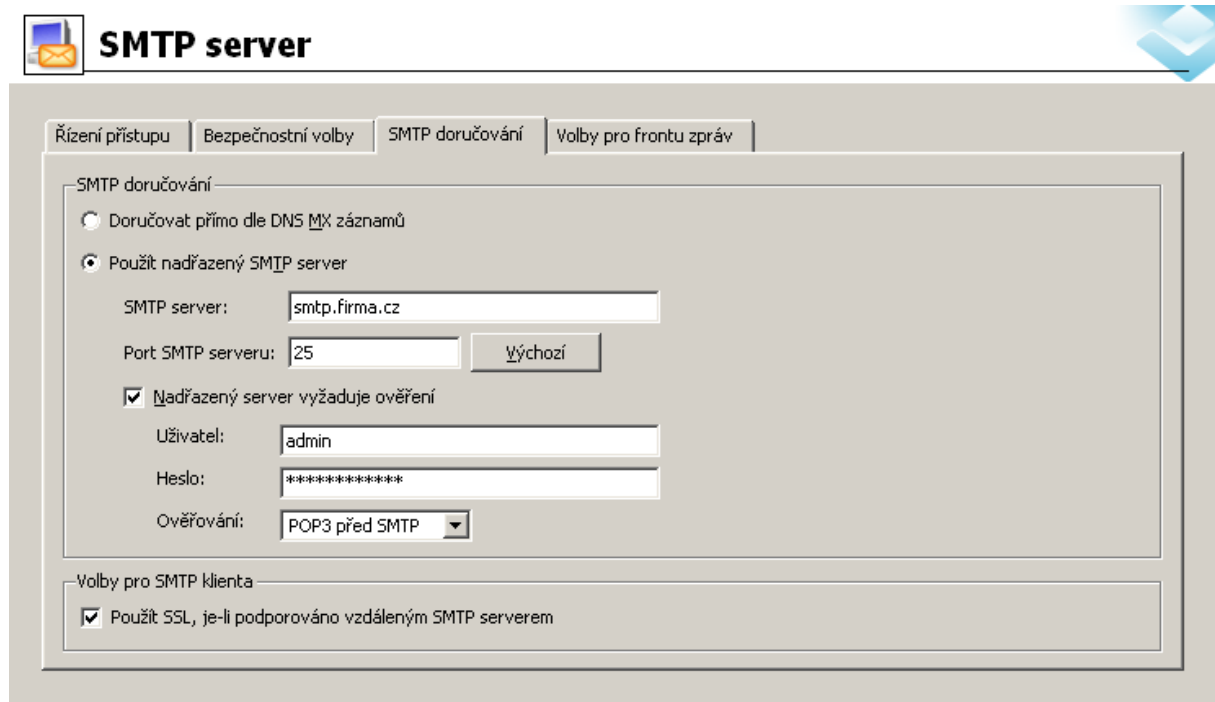 SMTP server
Řízení přístupu Bezpečnostní volby SMTP doručování Volby pro frontu zpráv
SMTP doručování
Doručovat přímo dle DNS MX záznamů
Použít nadřazený SMTP server
SMTP server: smtp.firma.cz
Port SMTP serveru: 25 Výchozí
Nadřazený server vyžaduje ověření
Uživatel: admin
Heslo: ************
Ověřování: POP3 před SMTP
Volby pro SMTP klienta
Použít SSL, je-li podporováno vzdáleným SMTP serverem